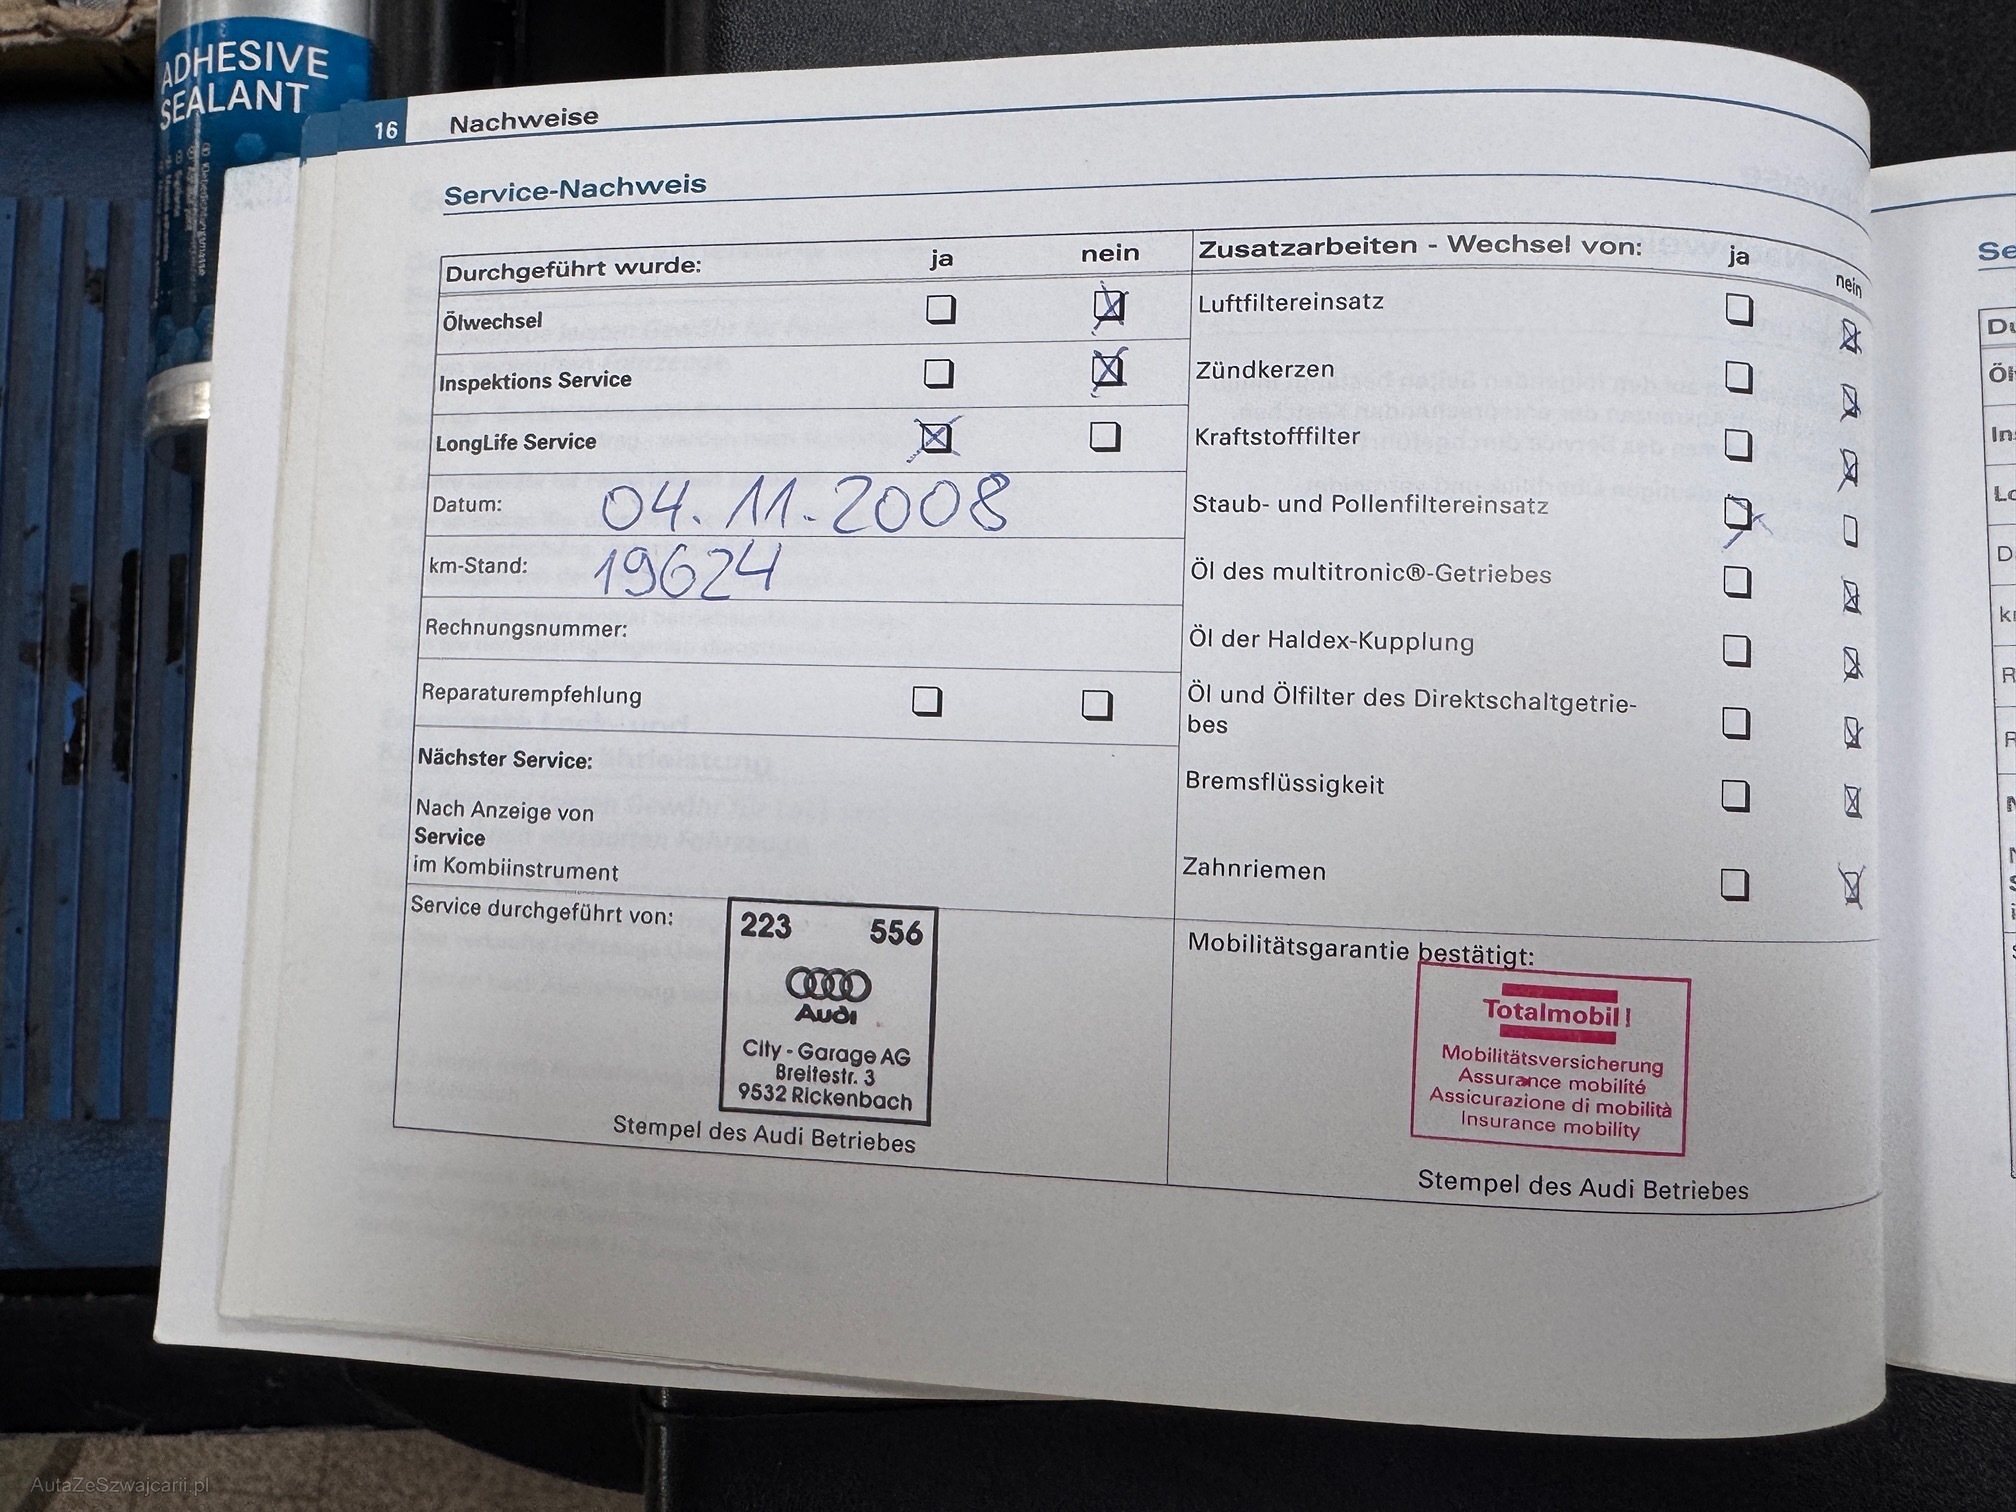 ADHESIVE
SEALANT
16 Nachweise
Service-Nachweis
Durchgeführt wurde: ja nein
Ölwechsel
Inspektions Service
LongLife Service
Datum: 04.11.2008
km-Stand: 19624
Rechnungsnummer:
Reparaturempfehlung
Nächster Service:
Nach Anzeige von
Service
im Kombiinstrument
Service durchgeführt von:
223 556
Audi
City - Garage AG
Breitestr. 3
9532 Rickenbach
Stempel des Audi Betriebes
Zusatzarbeiten - Wechsel von: ja nein
Luftfiltereinsatz
Zündkerzen
Kraftstofffilter
Staub- und Pollenfiltereinsatz
Öl des multitronic®-Getriebes
Öl der Haldex-Kupplung
Öl und Ölfilter des Direktschaltgetrie-
bes
Bremsflüssigkeit
Zahnriemen
Mobilitätsgarantie bestätigt:
Totalmobil!
Mobilitätsversicherung
Assurance mobilité
Assicurazione di mobilità
Insurance mobility
Stempel des Audi Betriebes
AutaZeSzwajcarii.pl